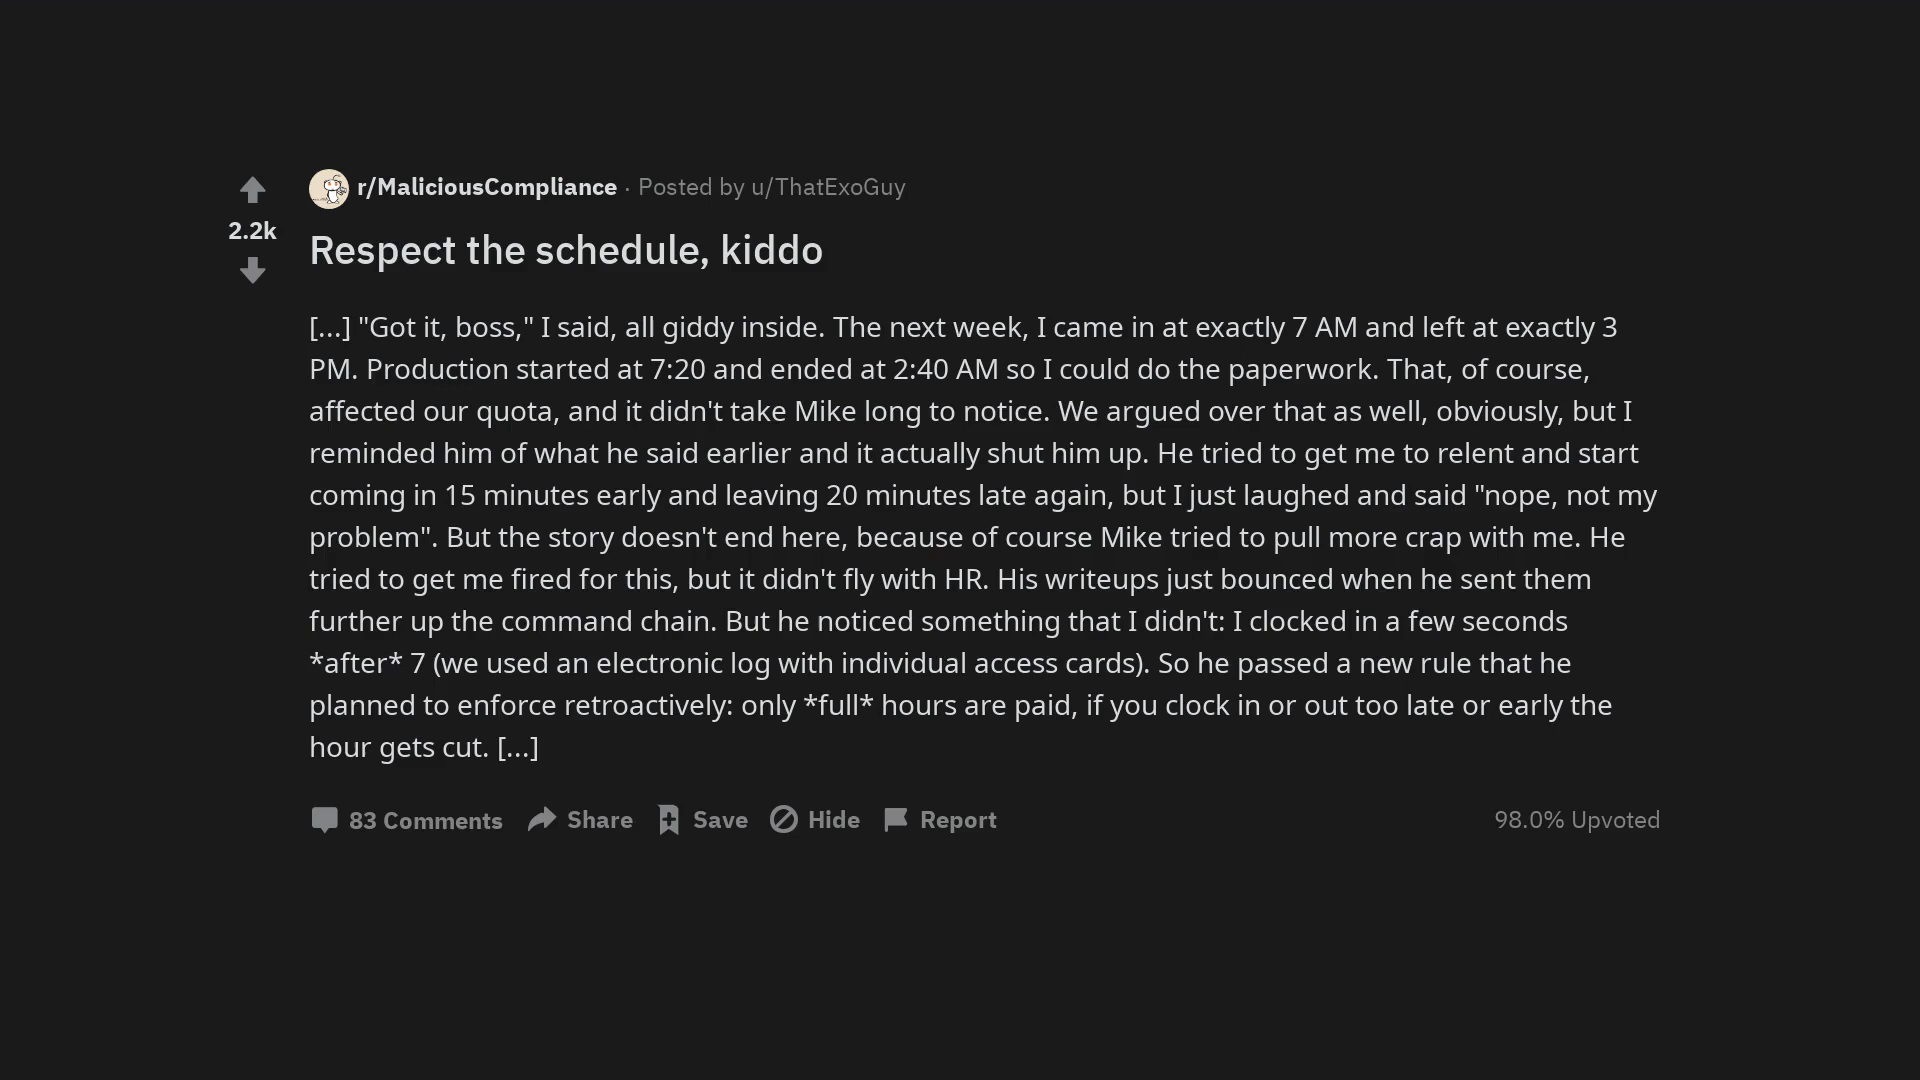 r/MaliciousCompliance · Posted by u/ThatExoGuy
2.2k
Respect the schedule, kiddo
[...] "Got it, boss," I said, all giddy inside. The next week, I came in at exactly 7 AM and left at exactly 3
PM. Production started at 7:20 and ended at 2:40 AM so I could do the paperwork. That, of course,
affected our quota, and it didn't take Mike long to notice. We argued over that as well, obviously, but I
reminded him of what he said earlier and it actually shut him up. He tried to get me to relent and start
coming in 15 minutes early and leaving 20 minutes late again, but I just laughed and said "nope, not my
problem". But the story doesn't end here, because of course Mike tried to pull more crap with me. He
tried to get me fired for this, but it didn't fly with HR. His writeups just bounced when he sent them
further up the command chain. But he noticed something that I didn't: I clocked in a few seconds
*after* 7 (we used an electronic log with individual access cards). So he passed a new rule that he
planned to enforce retroactively: only *full* hours are paid, if you clock in or out too late or early the
hour gets cut. [...]
83 Comments Share Save Hide Report 98.0% Upvoted